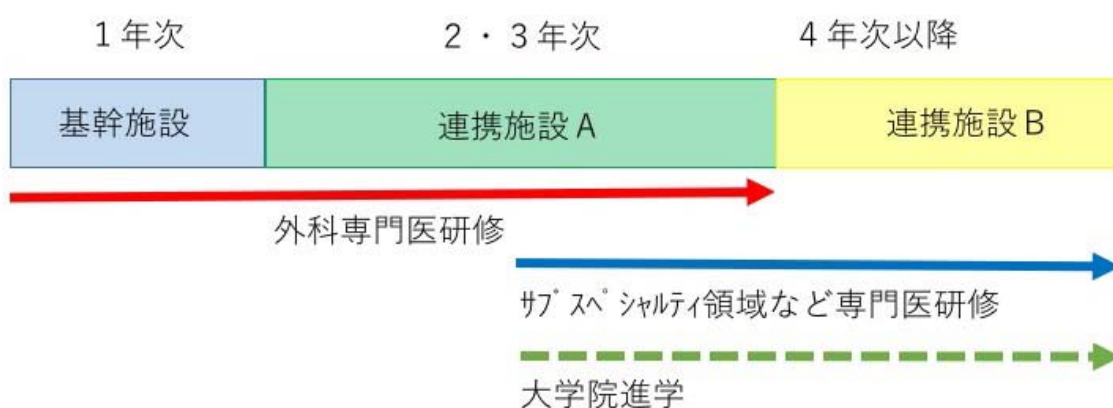 １年次 ２・３年次 ４年次以降
基幹施設 連携施設Ａ 連携施設Ｂ
外科専門医研修
ｻﾌﾞｽﾍﾟｼｬﾙﾃｨ領域など専門医研修
大学院進学